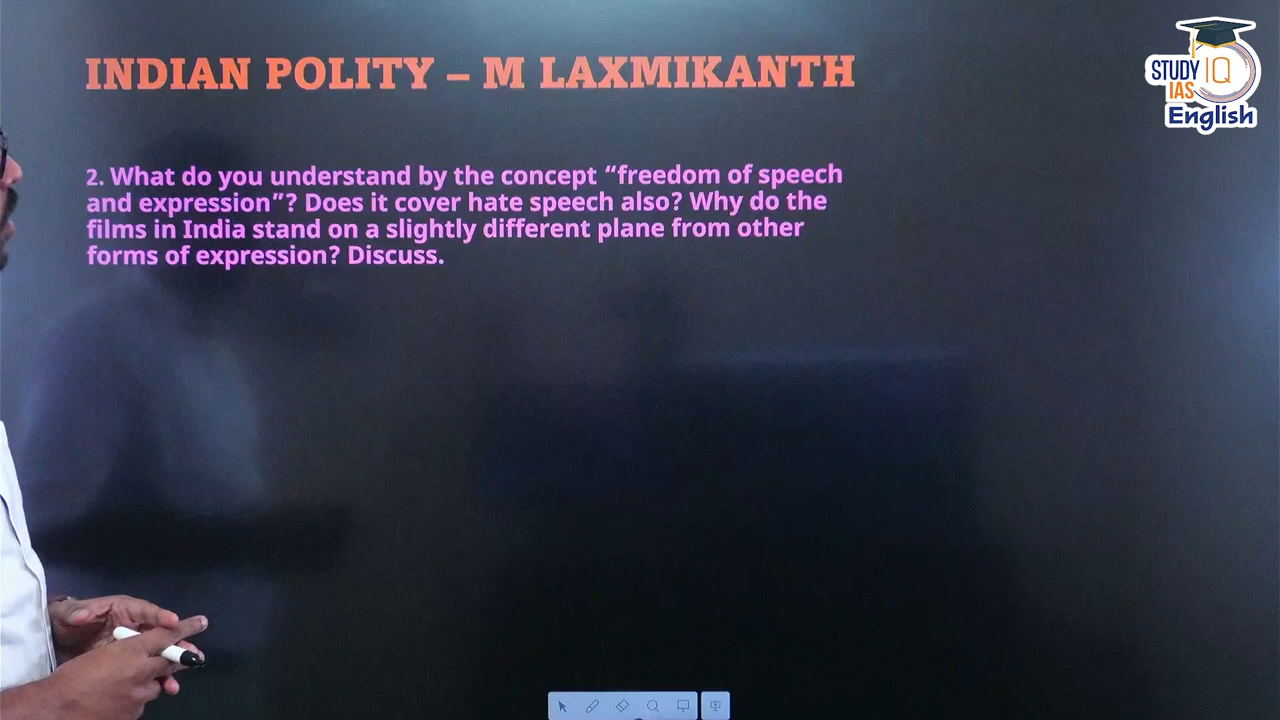 INDIAN POLITY – M LAXMIKANTH
STUDY IQ
IAS
English
2. What do you understand by the concept “freedom of speech
and expression”? Does it cover hate speech also? Why do the
films in India stand on a slightly different plane from other
forms of expression? Discuss.